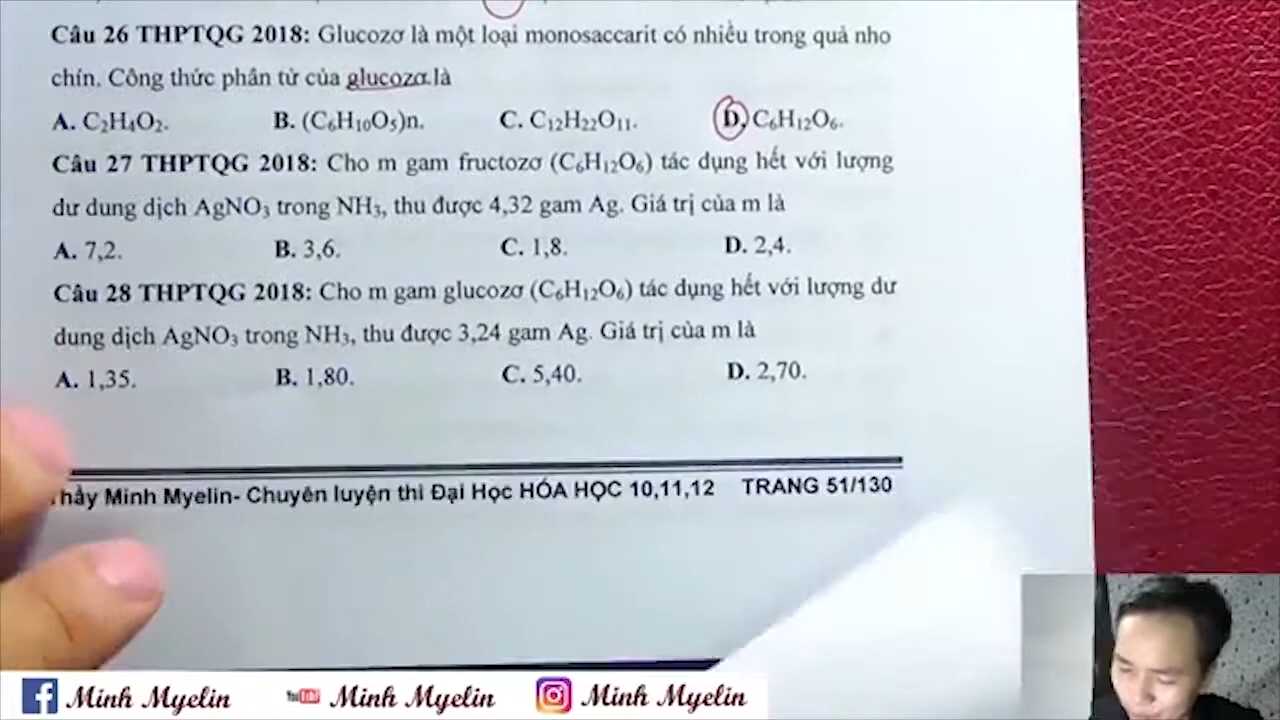 Câu 26 THPTQG 2018: Glucozơ là một loại monosaccarit có nhiều trong quả nho
chín. Công thức phân tử của glucozơ là
A. C₂H₄O₂. B. (C₆H₁₀O₅)n. C. C₁₂H₂₂O₁₁. D. C₆H₁₂O₆.
Câu 27 THPTQG 2018: Cho m gam fructozơ (C₆H₁₂O₆) tác dụng hết với lượng
dư dung dịch AgNO₃ trong NH₃, thu được 4,32 gam Ag. Giá trị của m là
A. 7,2. B. 3,6. C. 1,8. D. 2,4.
Câu 28 THPTQG 2018: Cho m gam glucozơ (C₆H₁₂O₆) tác dụng hết với lượng dư
dung dịch AgNO₃ trong NH₃, thu được 3,24 gam Ag. Giá trị của m là
A. 1,35. B. 1,80. C. 5,40. D. 2,70.
Thầy Minh Myelin- Chuyên luyện thi Đại Học HÓA HỌC 10,11,12 TRANG 51/130
Minh Myelin YouTube Minh Myelin Minh Myelin